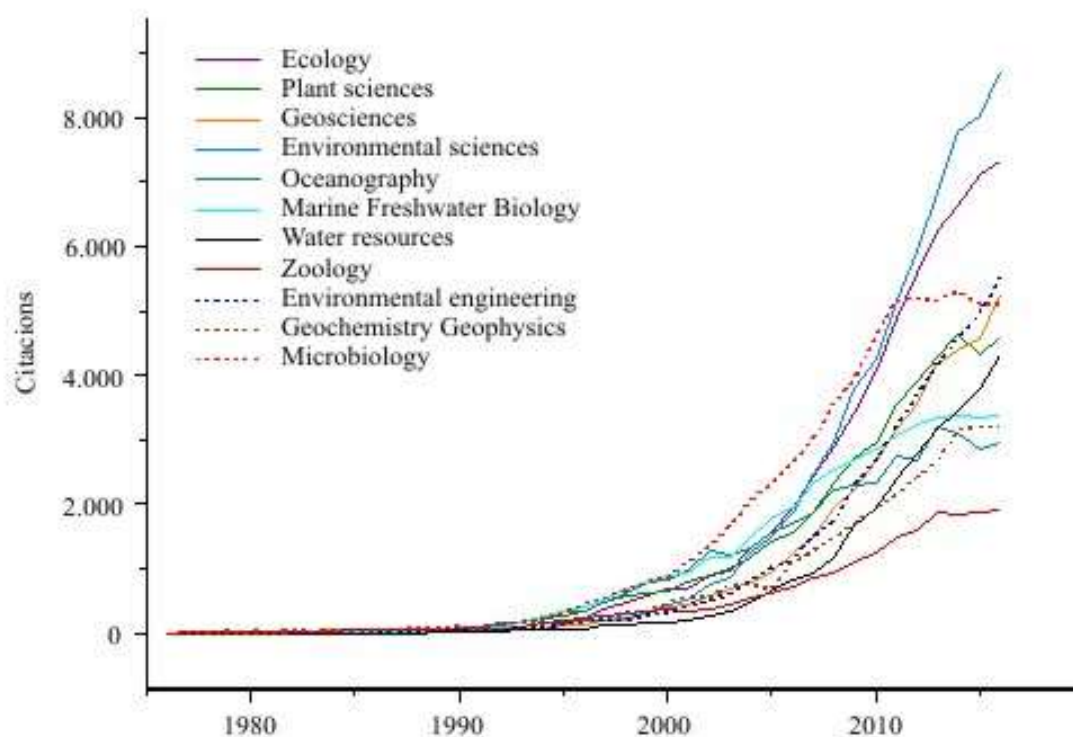 Ecology
Plant sciences
Geosciences
Environmental sciences
Oceanography
Marine Freshwater Biology
Water resources
Zoology
Environmental engineering
Geochemistry Geophysics
Microbiology
Citacions
8.000
6.000
4.000
2.000
0
1980 1990 2000 2010